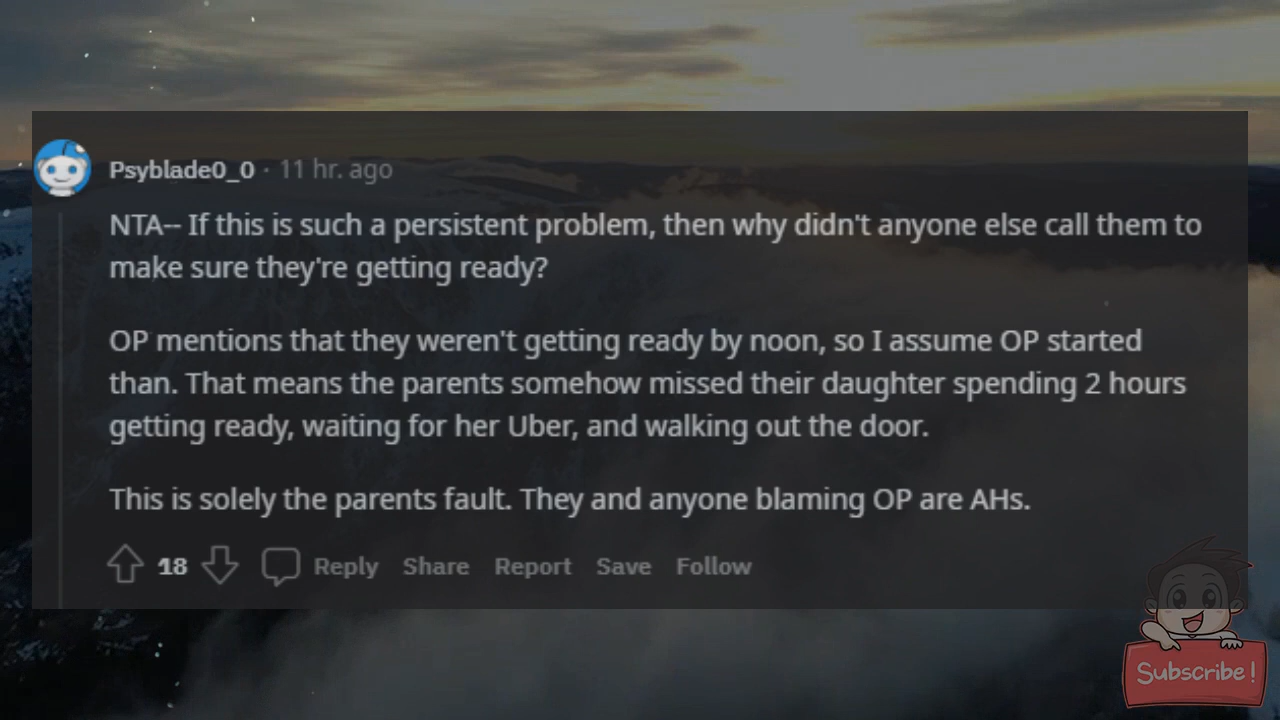 Psyblade0_0 · 11 hr. ago
NTA-- If this is such a persistent problem, then why didn't anyone else call them to
make sure they're getting ready?
OP mentions that they weren't getting ready by noon, so I assume OP started
than. That means the parents somehow missed their daughter spending 2 hours
getting ready, waiting for her Uber, and walking out the door.
This is solely the parents fault. They and anyone blaming OP are AHs.
18 Reply Share Report Save Follow
Subscribe!